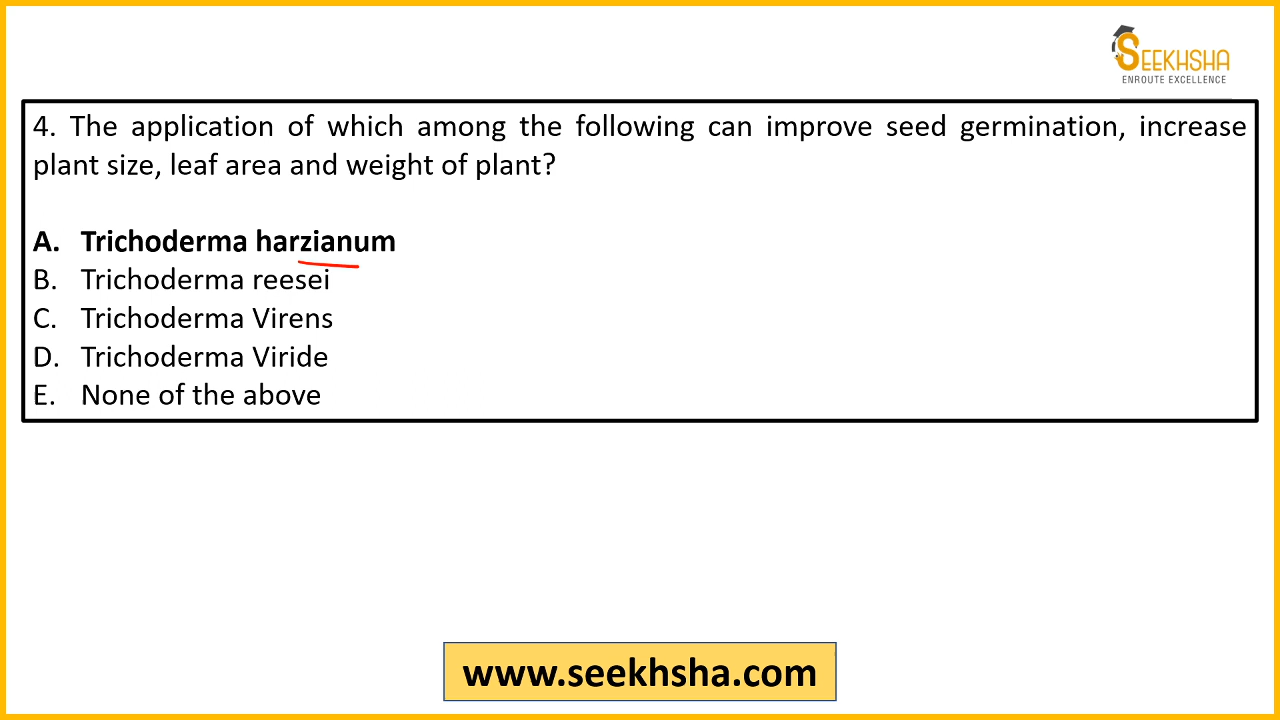 SEEKHSHA
ENROUTE EXCELLENCE
4. The application of which among the following can improve seed germination, increase
plant size, leaf area and weight of plant?
A. Trichoderma harzianum
B. Trichoderma reesei
C. Trichoderma Virens
D. Trichoderma Viride
E. None of the above
www.seekhsha.com